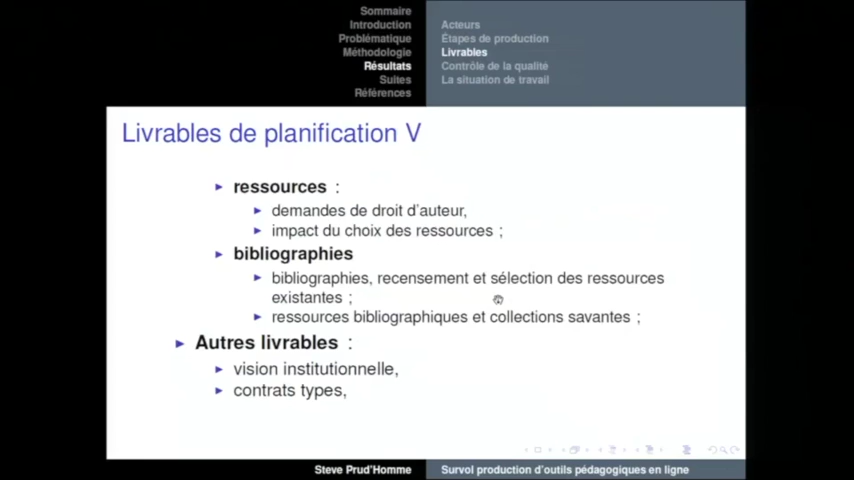 Sommaire
Introduction
Problématique
Méthodologie
Résultats
Suites
Références
Acteurs
Étapes de production
Livrables
Contrôle de la qualité
La situation de travail
Livrables de planification V
ressources :
demandes de droit d'auteur,
impact du choix des ressources ;
bibliographies
bibliographies, recensement et sélection des ressources
existantes ;
ressources bibliographiques et collections savantes ;
Autres livrables :
vision institutionnelle,
contrats types,
Steve Prud'Homme
Survol production d'outils pédagogiques en ligne